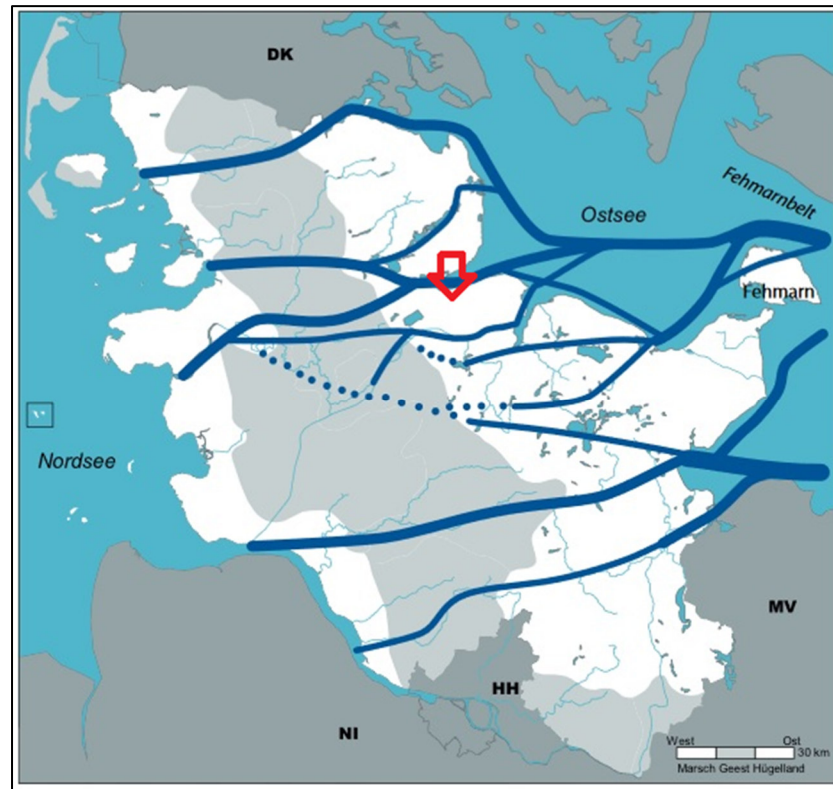 DK
Fehmarnbelt
Ostsee
Fehmarn
Nordsee
MV
HH
NI
West Ost
30 km
Marsch Geest Hügelland